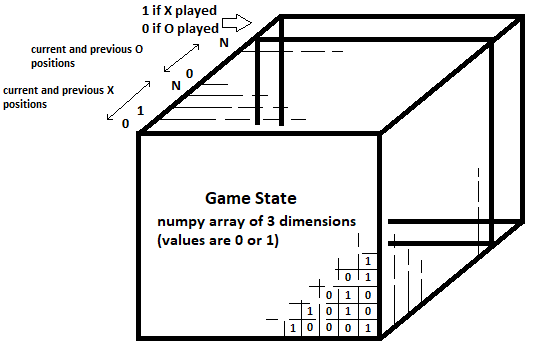 1 if X played
0 if O played
N
current and previous O
positions
0
N
current and previous X
positions
1
0
Game State
numpy array of 3 dimensions
(values are 0 or 1)
1
0 1
0 1 0
1 0 1 0
1 0 0 0 1